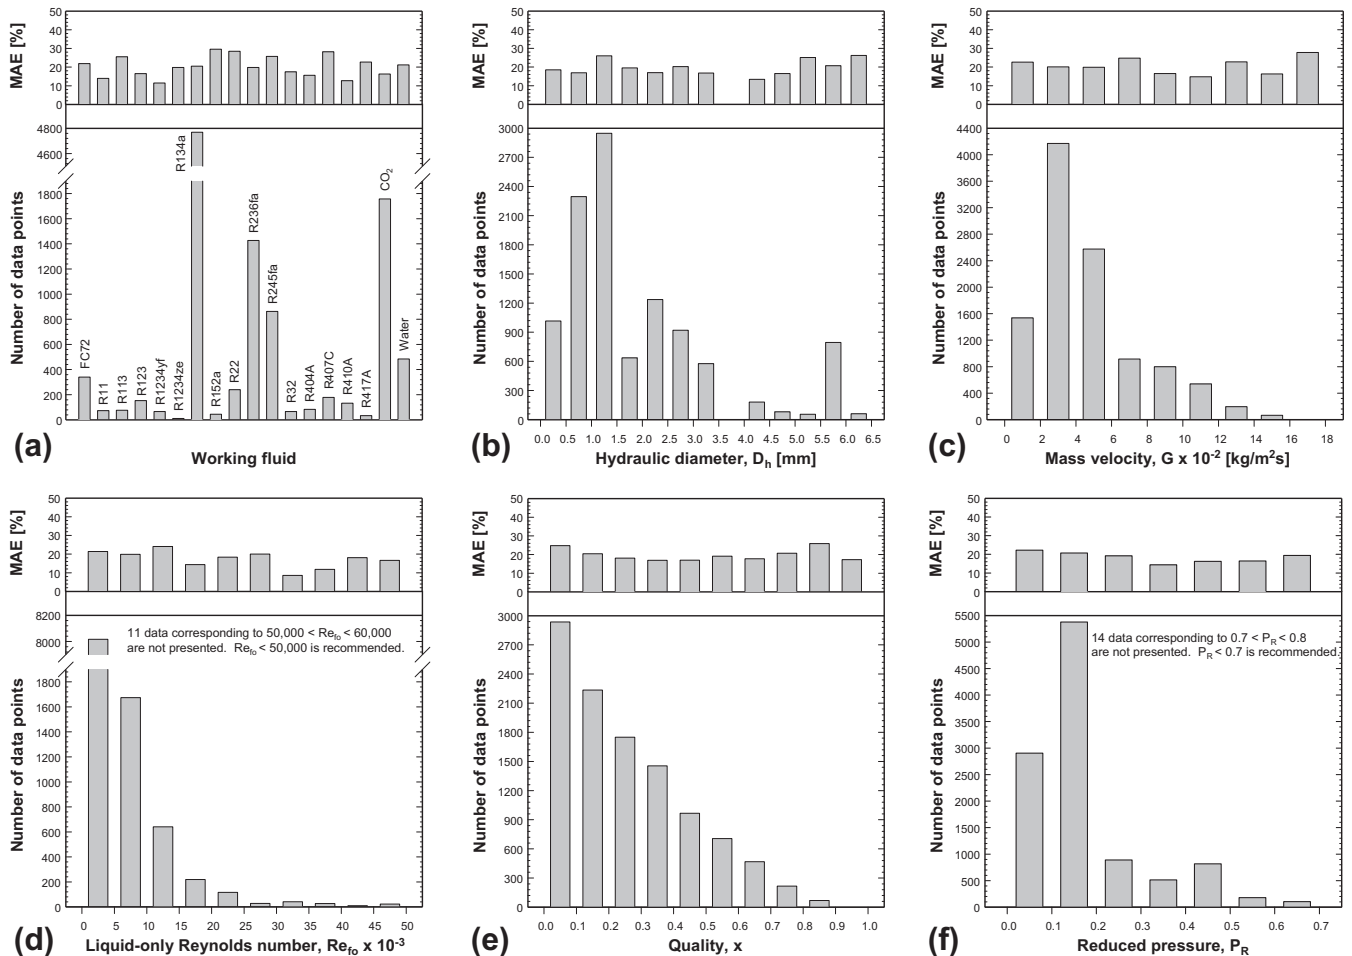 MAE [%]
50
40
30
20
10
0
4800
4600
1800
1600
1400
1200
1000
800
600
400
200
0
Number of data points
FC72
R11
R113
R123
R1234yf
R1234ze
R134a
R152a
R22
R236fa
R245fa
R32
R404A
R407C
R410A
R417A
CO₂
Water
(a)
Working fluid
MAE [%]
50
40
30
20
10
0
3000
2700
2400
2100
1800
1500
1200
900
600
300
0
Number of data points
0.0 0.5 1.0 1.5 2.0 2.5 3.0 3.5 4.0 4.5 5.0 5.5 6.0 6.5
(b)
Hydraulic diameter, Dₕ [mm]
MAE [%]
50
40
30
20
10
0
4400
4000
3600
3200
2800
2400
2000
1600
1200
800
400
0
Number of data points
0 2 4 6 8 10 12 14 16 18
(c)
Mass velocity, G x 10⁻² [kg/m²s]
MAE [%]
50
40
30
20
10
0
8200
8000
1800
1600
1400
1200
1000
800
600
400
200
0
Number of data points
11 data corresponding to 50,000 < Re_fo < 60,000
are not presented. Re_fo < 50,000 is recommended.
0 5 10 15 20 25 30 35 40 45 50
(d)
Liquid-only Reynolds number, Re_fo x 10⁻³
MAE [%]
50
40
30
20
10
0
3000
2700
2400
2100
1800
1500
1200
900
600
300
0
Number of data points
0.0 0.1 0.2 0.3 0.4 0.5 0.6 0.7 0.8 0.9 1.0
(e)
Quality, x
MAE [%]
50
40
30
20
10
0
5500
5000
4500
4000
3500
3000
2500
2000
1500
1000
500
0
Number of data points
14 data corresponding to 0.7 < P_R < 0.8
are not presented. P_R < 0.7 is recommended.
0.0 0.1 0.2 0.3 0.4 0.5 0.6 0.7
(f)
Reduced pressure, P_R